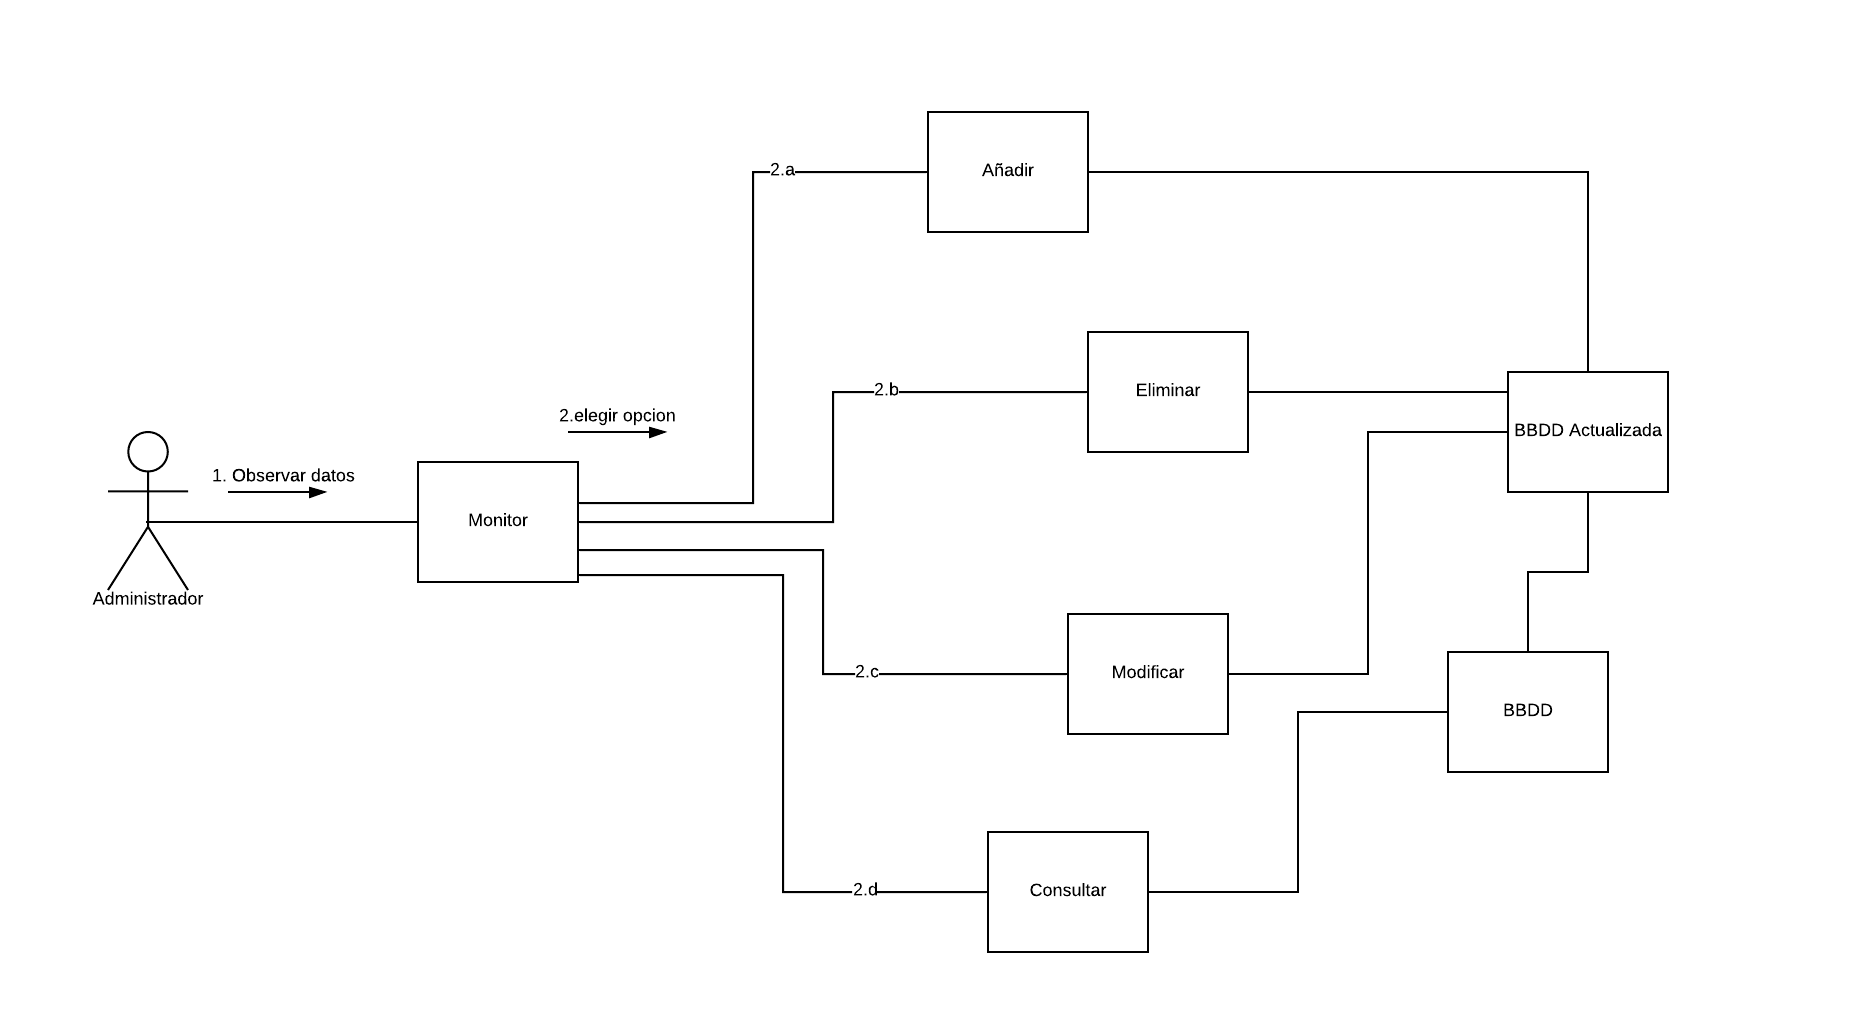 2.a
Añadir
2.b
Eliminar
2.elegir opcion
BBDD Actualizada
1. Observar datos
Monitor
Administrador
2.c
Modificar
BBDD
2.d
Consultar